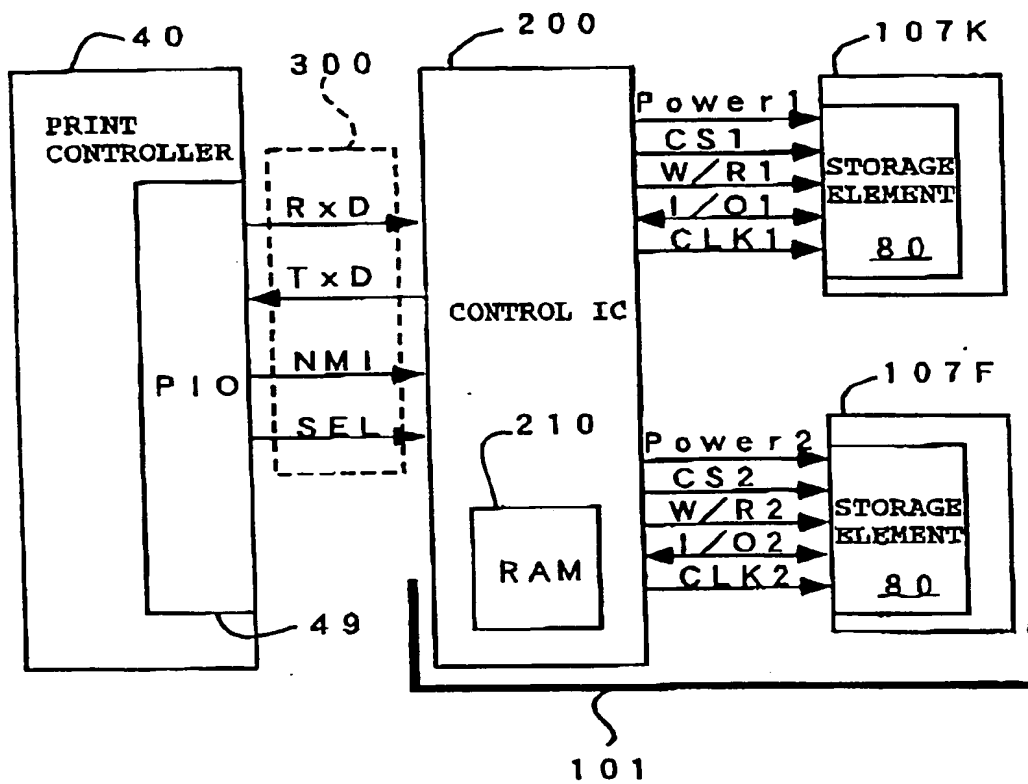 40
200
107K
300
PRINT
CONTROLLER
RxD
TxD
NMI
SEL
PIO
49
CONTROL IC
210
RAM
Power1
CS1
W/R1
I/O1
CLK1
STORAGE
ELEMENT
80
107F
Power2
CS2
W/R2
I/O2
CLK2
STORAGE
ELEMENT
80
101